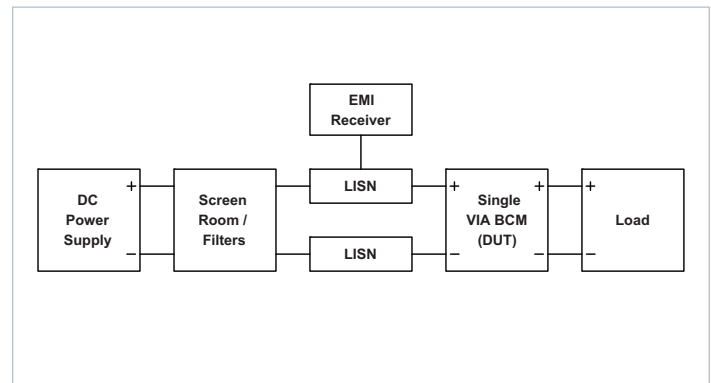 EMI
Receiver
DC
Power
Supply
+
−
Screen
Room /
Filters
LISN
LISN
+
−
Single
VIA BCM
(DUT)
+
−
+
−
Load